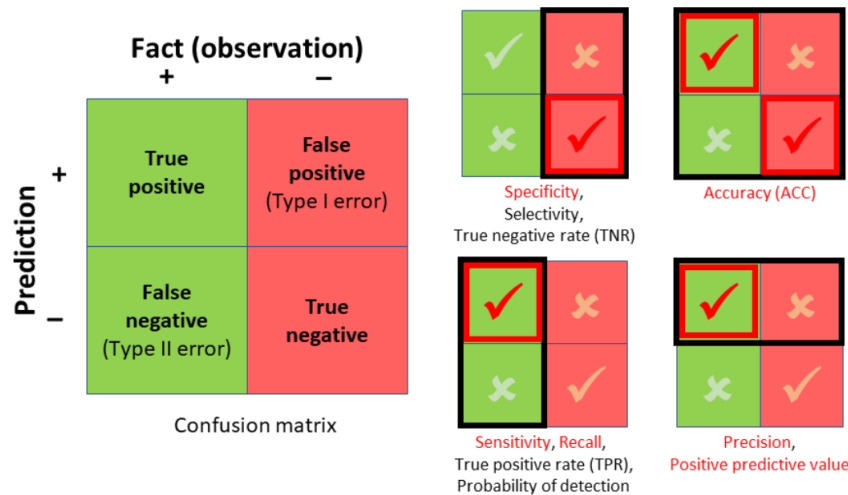 Fact (observation)
+ −
Prediction
+
−
True
positive
False
positive
(Type I error)
False
negative
(Type II error)
True
negative
Confusion matrix
Specificity,
Selectivity,
True negative rate (TNR)
Accuracy (ACC)
Sensitivity, Recall,
True positive rate (TPR),
Probability of detection
Precision,
Positive predictive value